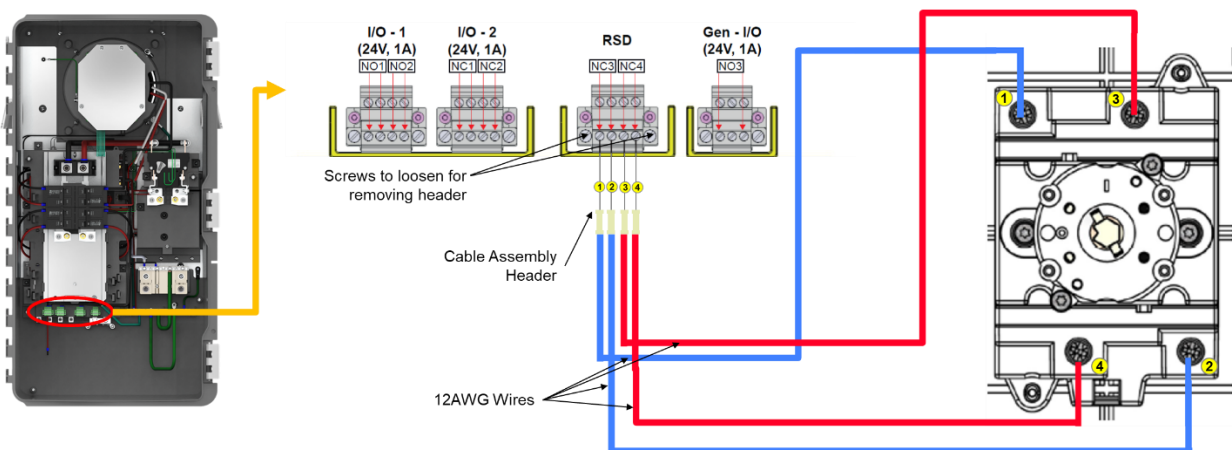 I/O - 1
(24V, 1A)
NO1 NO2
I/O - 2
(24V, 1A)
NC1 NC2
RSD
NC3 NC4
Gen - I/O
(24V, 1A)
NO3
Screws to loosen for
removing header
1 2 3 4
Cable Assembly
Header
12AWG Wires
1
3
I
4
2